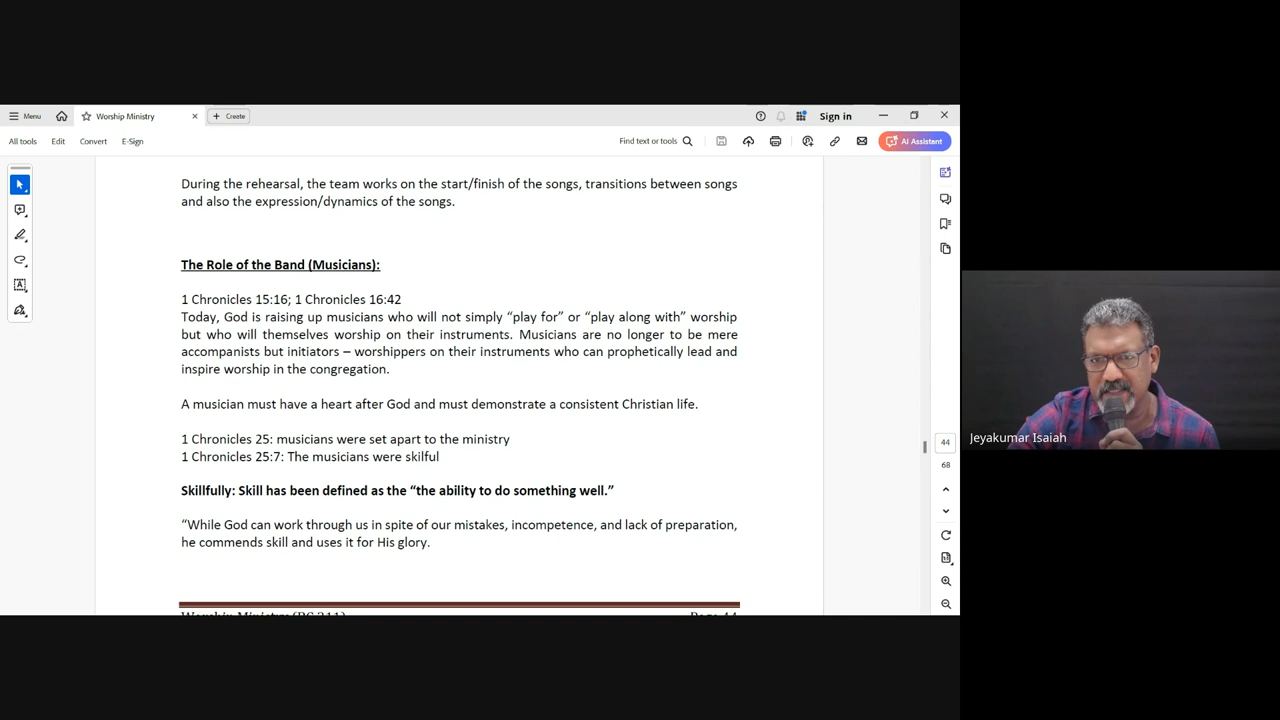 Menu
Worship Ministry
Create
Sign in
All tools
Edit
Convert
E-Sign
Find text or tools
AI Assistant
During the rehearsal, the team works on the start/finish of the songs, transitions between songs
and also the expression/dynamics of the songs.
The Role of the Band (Musicians):
1 Chronicles 15:16; 1 Chronicles 16:42
Today, God is raising up musicians who will not simply “play for” or “play along with” worship
but who will themselves worship on their instruments. Musicians are no longer to be mere
accompanists but initiators – worshippers on their instruments who can prophetically lead and
inspire worship in the congregation.
A musician must have a heart after God and must demonstrate a consistent Christian life.
1 Chronicles 25: musicians were set apart to the ministry
1 Chronicles 25:7: The musicians were skilful
Skillfully: Skill has been defined as the “the ability to do something well.”
“While God can work through us in spite of our mistakes, incompetence, and lack of preparation,
he commends skill and uses it for His glory.
44
68
Jeyakumar Isaiah